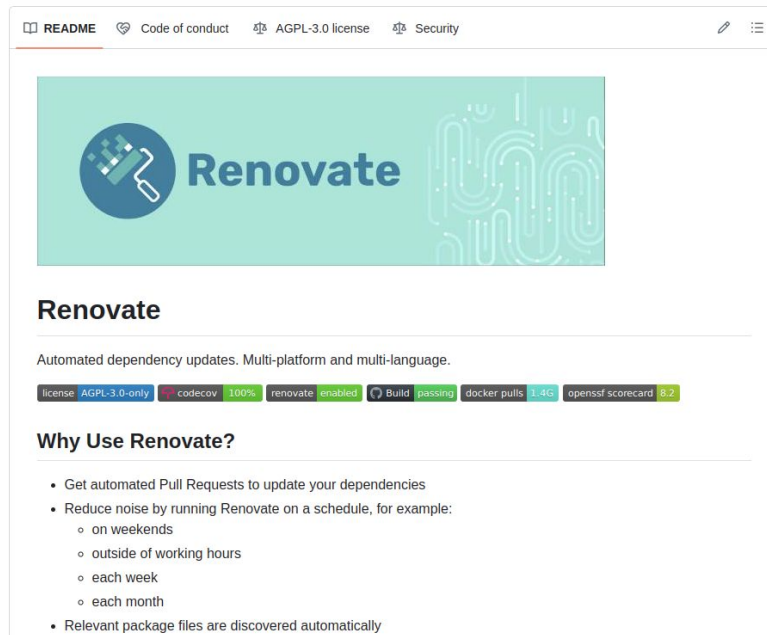 README Code of conduct AGPL-3.0 license Security
Renovate
Renovate
Automated dependency updates. Multi-platform and multi-language.
license AGPL-3.0-only codecov 100% renovate enabled Build passing docker pulls 1.4G openssf scorecard 8.2
Why Use Renovate?
Get automated Pull Requests to update your dependencies
Reduce noise by running Renovate on a schedule, for example:
on weekends
outside of working hours
each week
each month
Relevant package files are discovered automatically